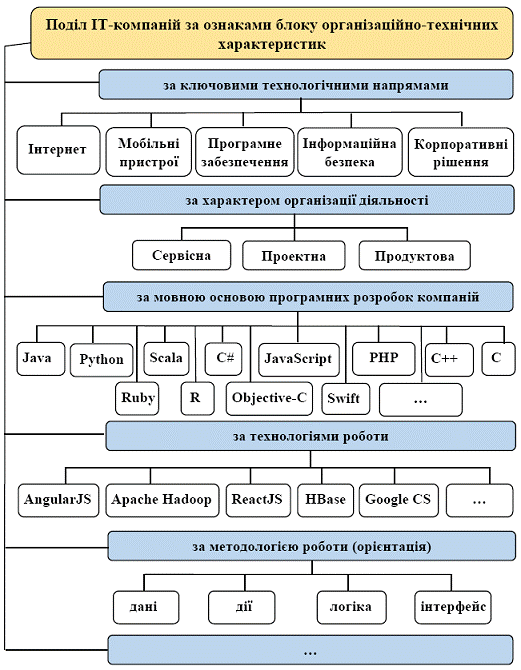 Поділ ІТ-компаній за ознаками блоку організаційно-технічних
характеристик
за ключовими технологічними напрямами
Інтернет
Мобільні
пристрої
Програмне
забезпечення
Інформаційна
безпека
Корпоративні
рішення
за характером організації діяльності
Сервісна
Проектна
Продуктова
за мовною основою програмних розробок компаній
Java
Python
Scala
C#
JavaScript
PHP
C++
C
Ruby
R
Objective-C
Swift
…
за технологіями роботи
AngularJS
Apache Hadoop
ReactJS
HBase
Google CS
…
за методологією роботи (орієнтація)
дані
дії
логіка
інтерфейс
…